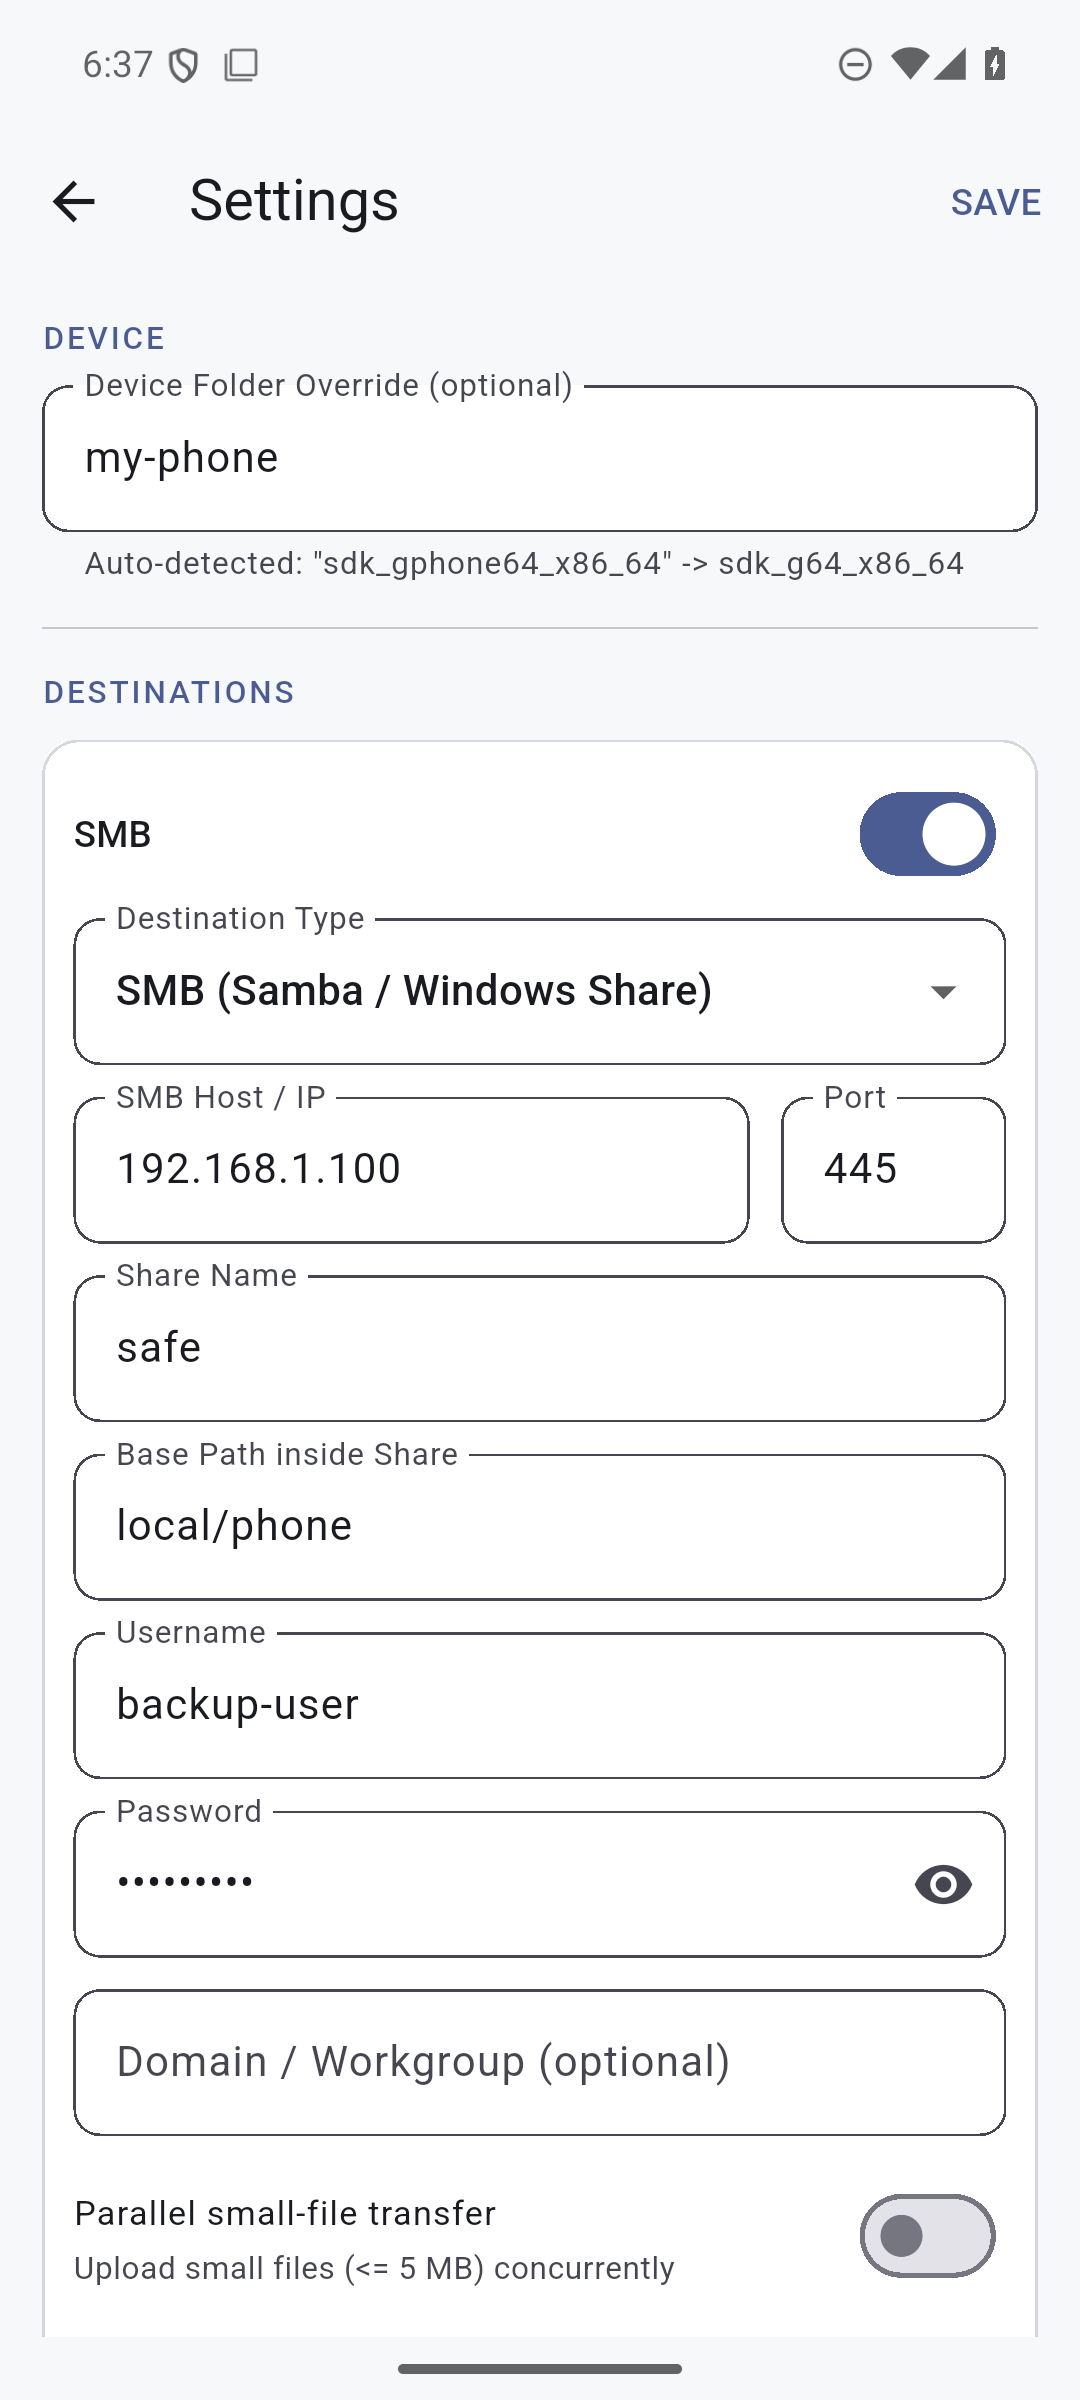 6:37
Settings
SAVE
DEVICE
Device Folder Override (optional)
my-phone
Auto-detected: "sdk_gphone64_x86_64" -> sdk_g64_x86_64
DESTINATIONS
SMB
Destination Type
SMB (Samba / Windows Share)
SMB Host / IP
192.168.1.100
Port
445
Share Name
safe
Base Path inside Share
local/phone
Username
backup-user
Password
•••••••••
Domain / Workgroup (optional)
Parallel small-file transfer
Upload small files (<= 5 MB) concurrently